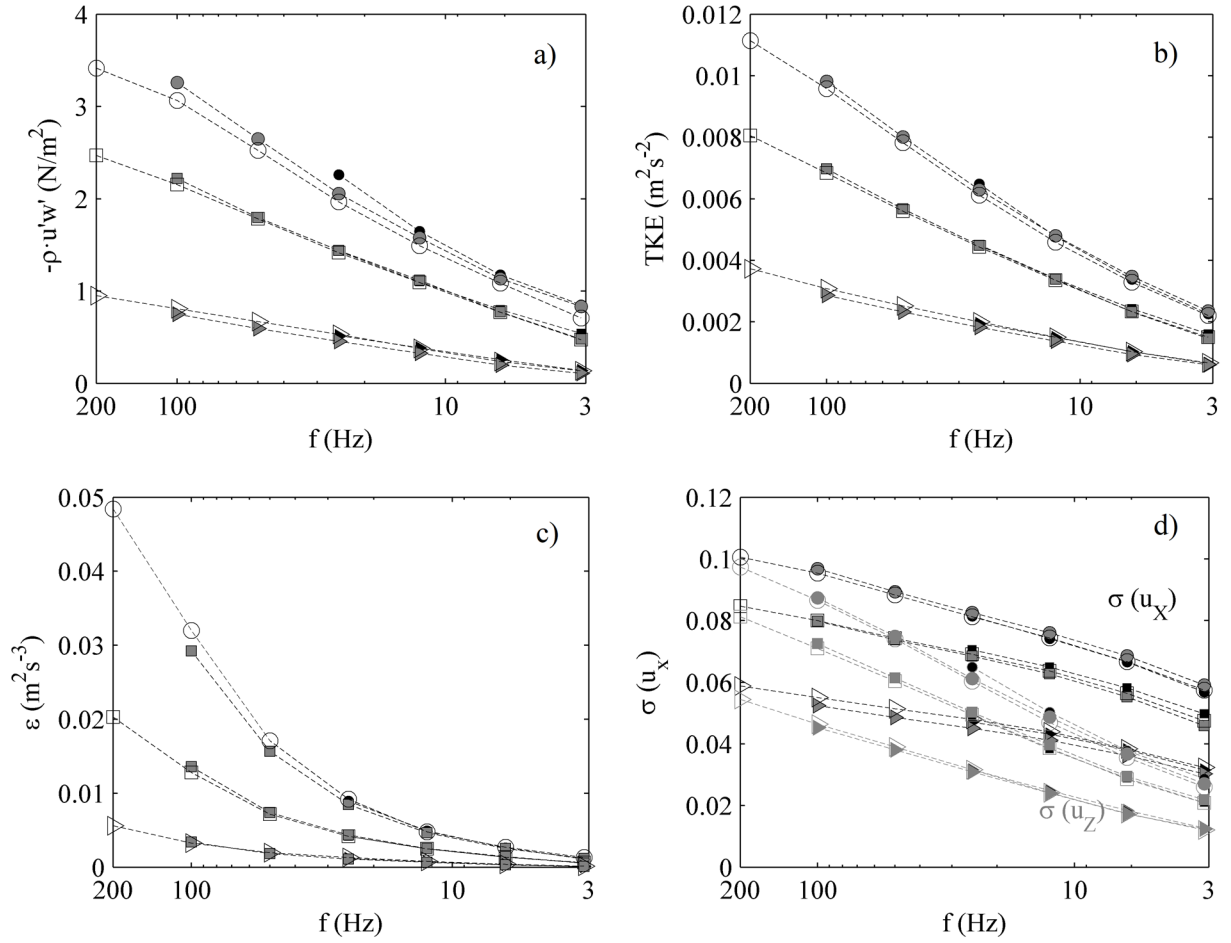 a)
4
3
2
1
0
-ρ·u'w' (N/m²)
200 100 10 3
f (Hz)
b)
0.012
0.01
0.008
0.006
0.004
0.002
0
TKE (m²s⁻²)
200 100 10 3
f (Hz)
c)
0.05
0.04
0.03
0.02
0.01
0
ε (m²s⁻³)
200 100 10 3
f (Hz)
d)
0.12
0.1
0.08
0.06
0.04
0.02
0
σ (uₓ)
σ (u_X)
σ (u_Z)
200 100 10 3
f (Hz)